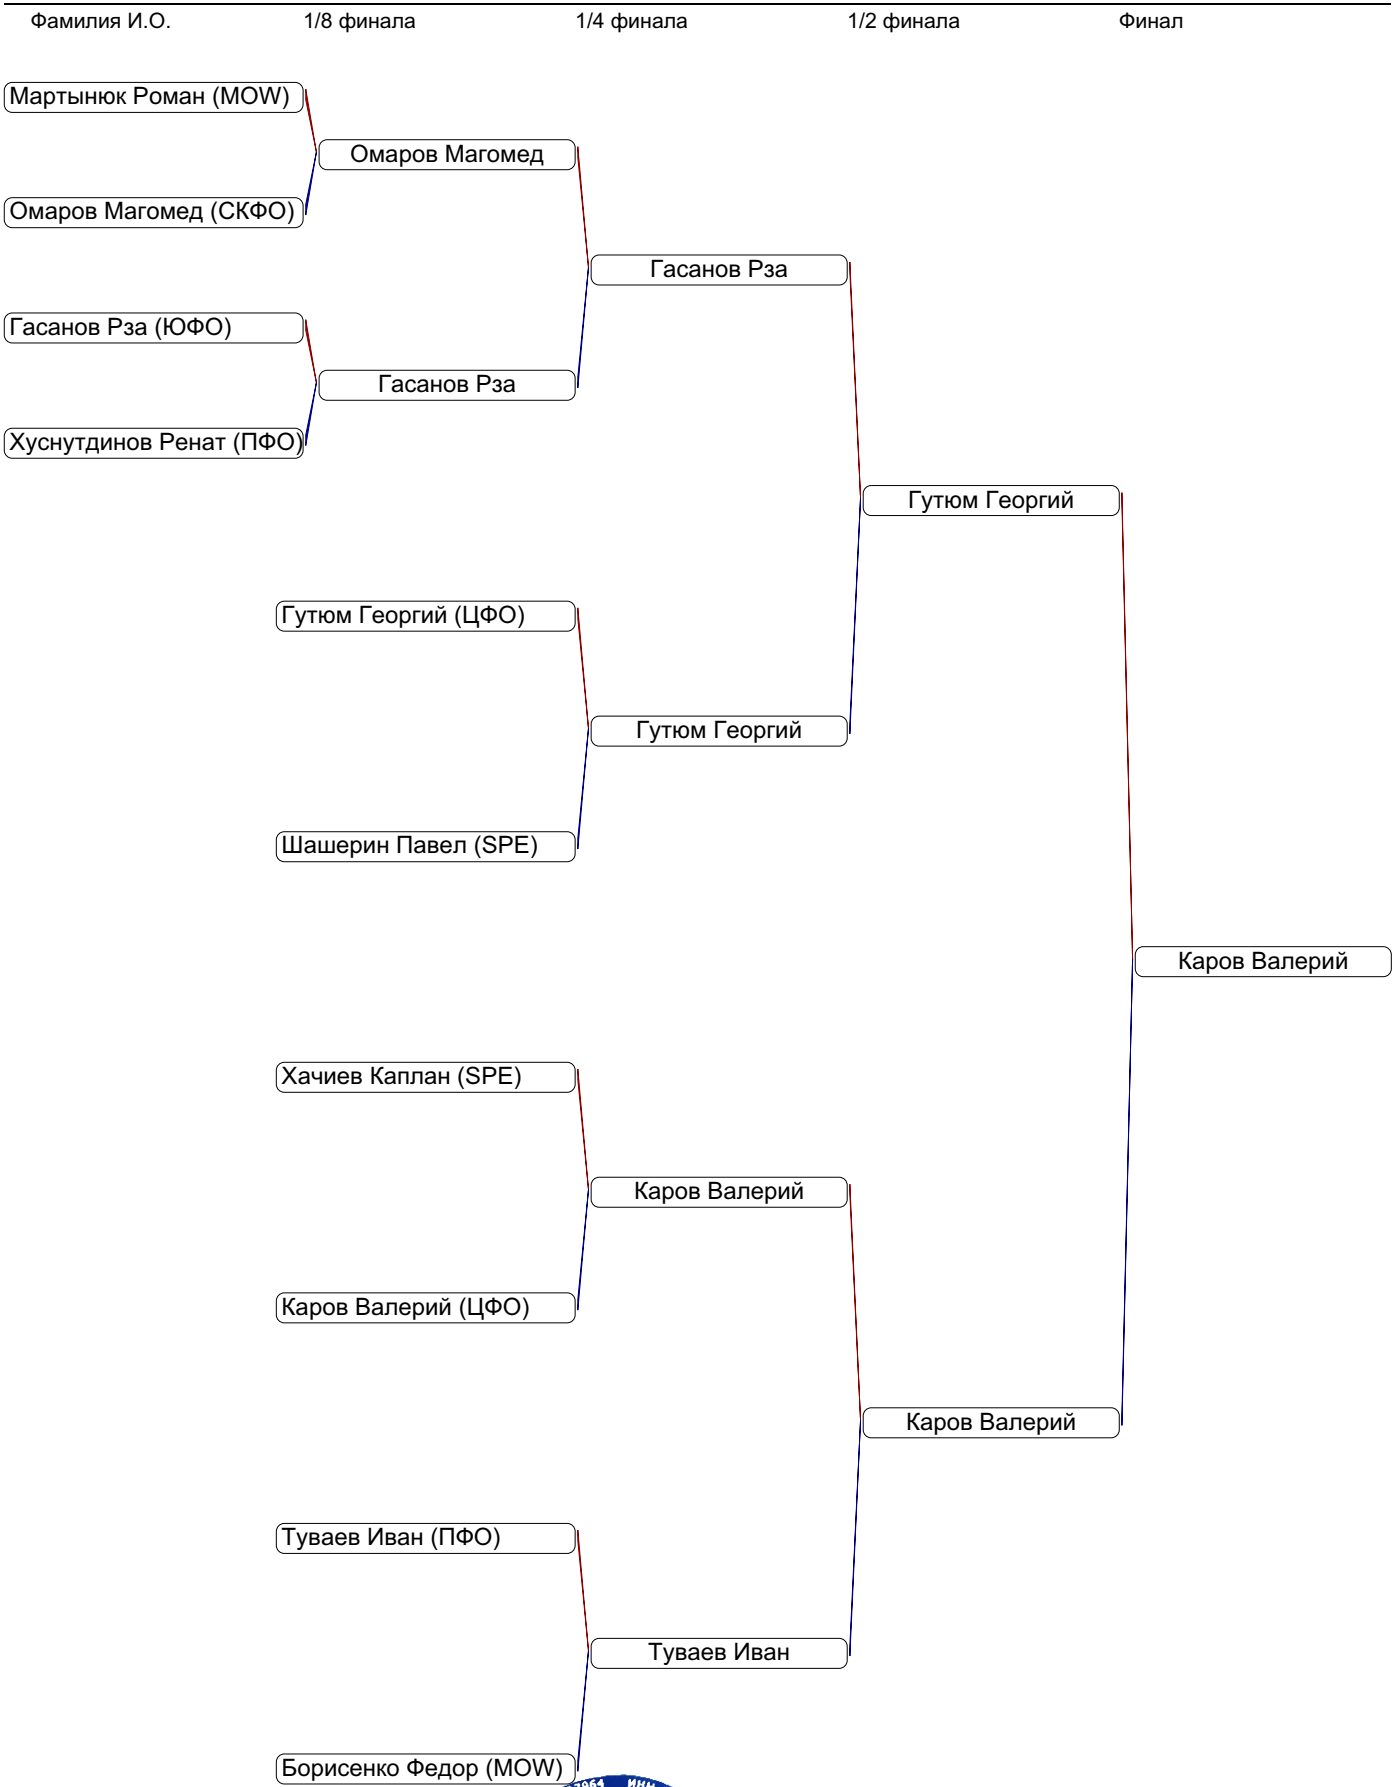 Фамилия И.О. 1/8 финала 1/4 финала 1/2 финала Финал
Мартынюк Роман (MOW)
Омаров Магомед
Омаров Магомед (СКФО)
Гасанов Рза
Гасанов Рза (ЮФО)
Гасанов Рза
Хуснутдинов Ренат (ПФО)
Гутюм Георгий
Гутюм Георгий (ЦФО)
Гутюм Георгий
Шашерин Павел (SPE)
Каров Валерий
Хачиев Каплан (SPE)
Каров Валерий
Каров Валерий (ЦФО)
Каров Валерий
Туваев Иван (ПФО)
Туваев Иван
Борисенко Федор (MOW)